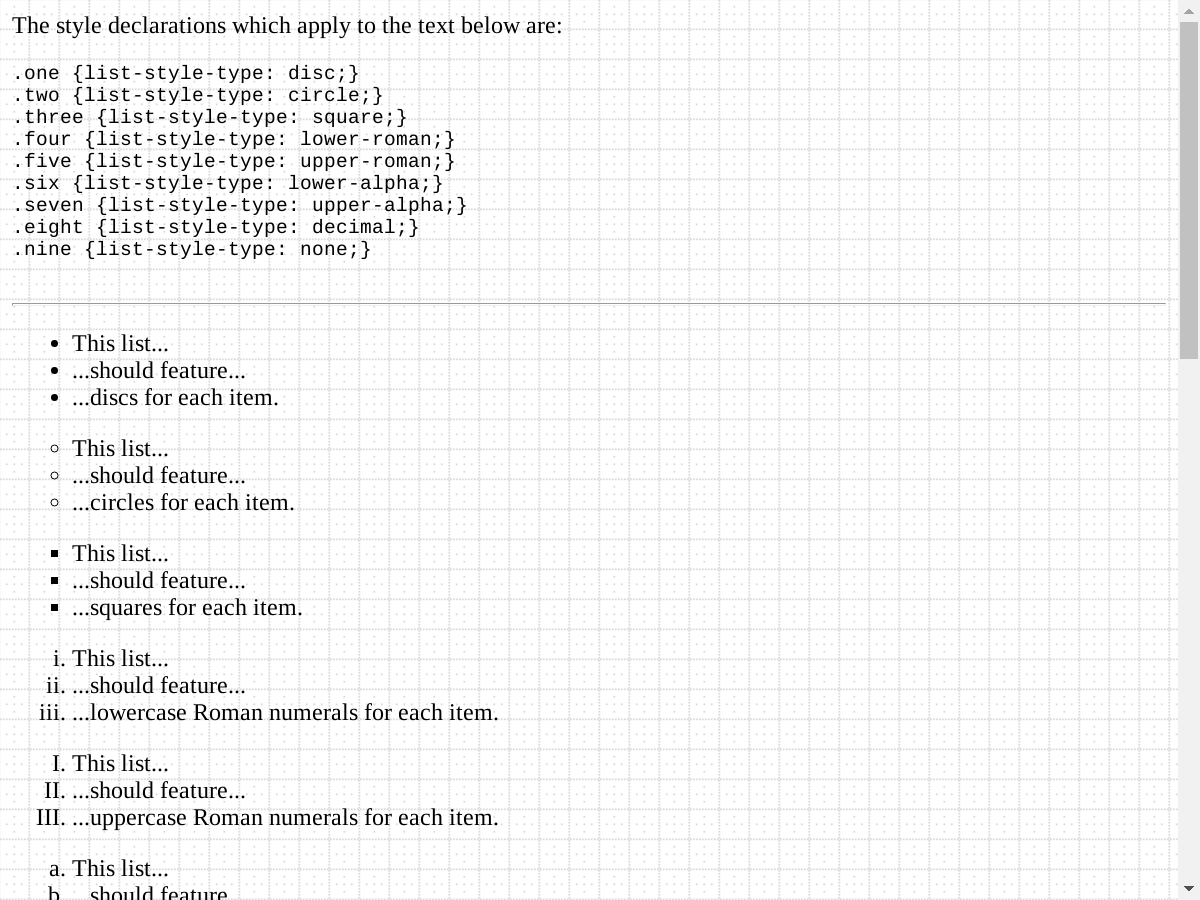 The style declarations which apply to the text below are:
.one {list-style-type: disc;}
.two {list-style-type: circle;}
.three {list-style-type: square;}
.four {list-style-type: lower-roman;}
.five {list-style-type: upper-roman;}
.six {list-style-type: lower-alpha;}
.seven {list-style-type: upper-alpha;}
.eight {list-style-type: decimal;}
.nine {list-style-type: none;}
• This list...
• ...should feature...
• ...discs for each item.
◦ This list...
◦ ...should feature...
◦ ...circles for each item.
▪ This list...
▪ ...should feature...
▪ ...squares for each item.
i. This list...
ii. ...should feature...
iii. ...lowercase Roman numerals for each item.
I. This list...
II. ...should feature...
III. ...uppercase Roman numerals for each item.
a. This list...
b. ...should feature...